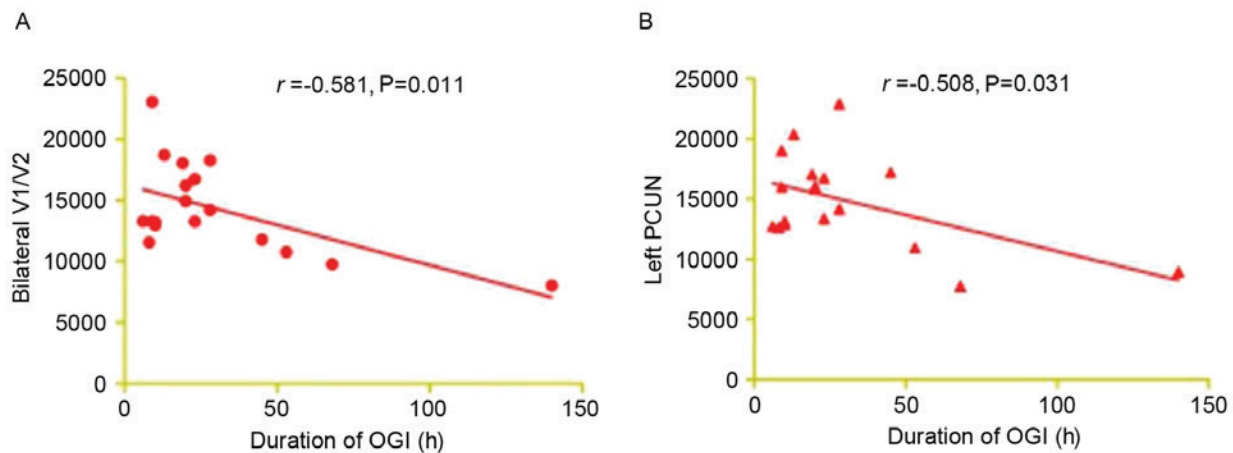 A
r =-0.581, P=0.011
Bilateral V1/V2
25000
20000
15000
10000
5000
0
0 50 100 150
Duration of OGI (h)
B
r =-0.508, P=0.031
Left PCUN
25000
20000
15000
10000
5000
0
0 50 100 150
Duration of OGI (h)